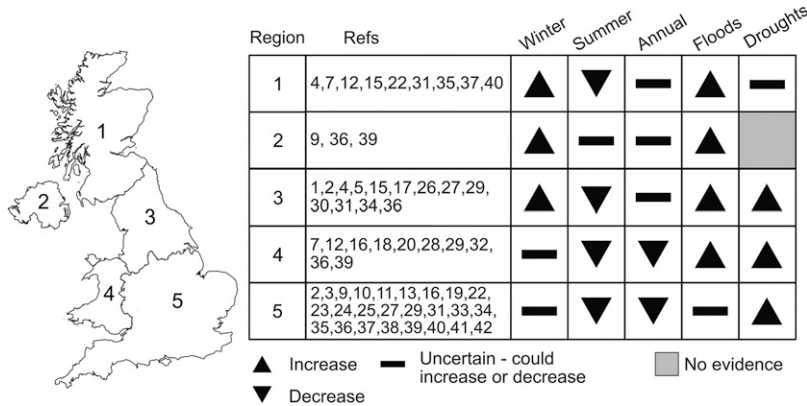 Region Refs Winter Summer Annual Floods Droughts
1 4,7,12,15,22,31,35,37,40
2 9, 36, 39
3 1,2,4,5,15,17,26,27,29,
30,31,34,36
4 7,12,16,18,20,28,29,32,
36,39
5 2,3,9,10,11,13,16,19,22,
23,24,25,27,29,31,33,34,
35,36,37,38,39,40,41,42
1
2
3
4
5
Increase
Decrease
Uncertain - could
increase or decrease
No evidence